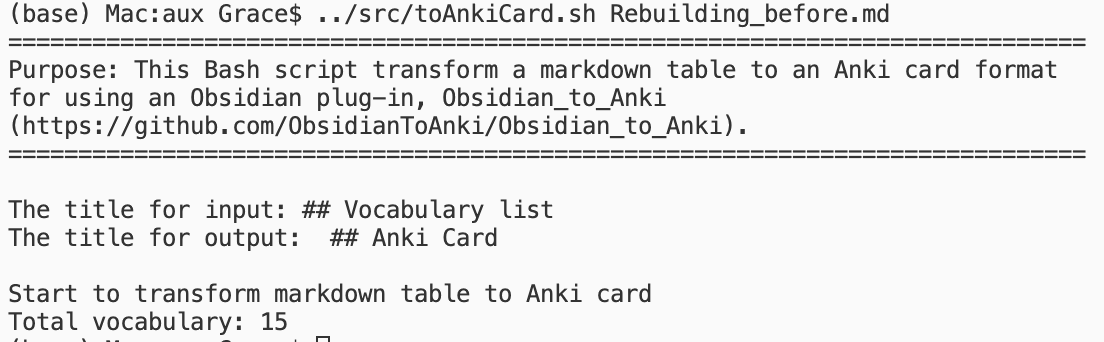 (base) Mac:aux Grace$ ../src/toAnkiCard.sh Rebuilding_before.md
=============================================================================
Purpose: This Bash script transform a markdown table to an Anki card format
for using an Obsidian plug-in, Obsidian_to_Anki
(https://github.com/ObsidianToAnki/Obsidian_to_Anki).
=============================================================================
The title for input: ## Vocabulary list
The title for output:  ## Anki Card
Start to transform markdown table to Anki card
Total vocabulary: 15